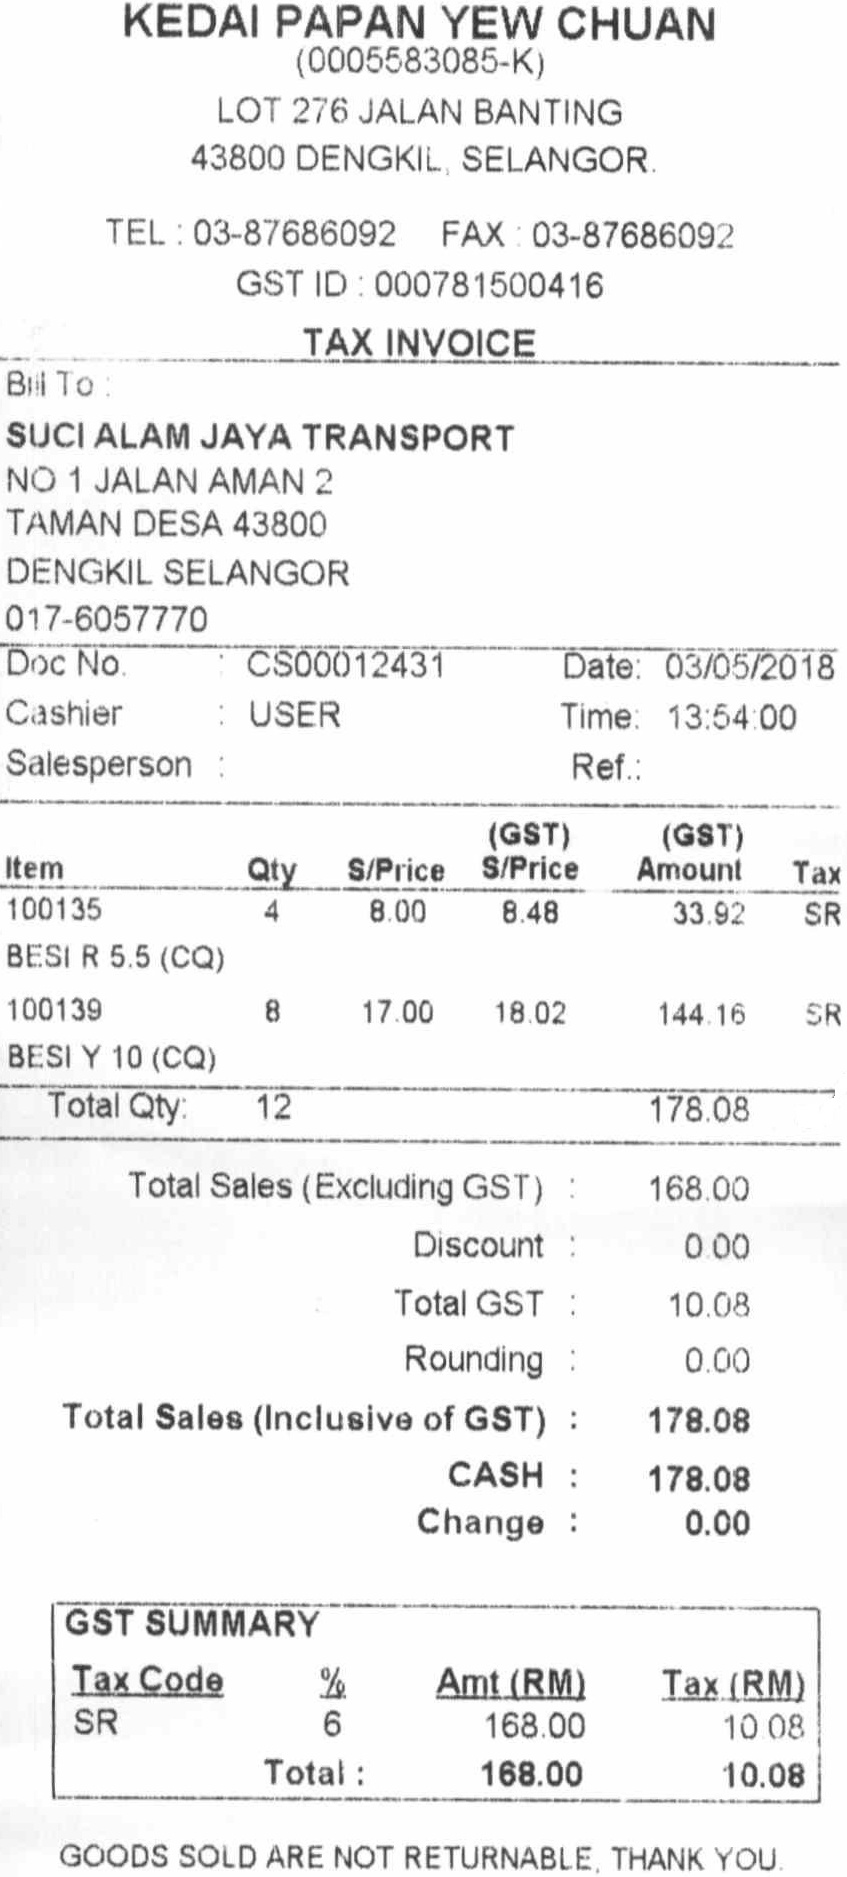 KEDAI PAPAN YEW CHUAN
(0005583085-K)
LOT 276 JALAN BANTING
43800 DENGKIL, SELANGOR.
TEL : 03-87686092 FAX : 03-87686092
GST ID : 000781500416
TAX INVOICE
Bill To :
SUCI ALAM JAYA TRANSPORT
NO 1 JALAN AMAN 2
TAMAN DESA 43800
DENGKIL SELANGOR
017-6057770
Doc No. : CS00012431 Date: 03/05/2018
Cashier : USER Time: 13:54:00
Salesperson : Ref.:
(GST) (GST)
Item Qty S/Price S/Price Amount Tax
100135 4 8.00 8.48 33.92 SR
BESI R 5.5 (CQ)
100139 8 17.00 18.02 144.16 SR
BESI Y 10 (CQ)
Total Qty: 12 178.08
Total Sales (Excluding GST) : 168.00
Discount : 0.00
Total GST : 10.08
Rounding : 0.00
Total Sales (Inclusive of GST) : 178.08
CASH : 178.08
Change : 0.00
GST SUMMARY
Tax Code % Amt (RM) Tax (RM)
SR 6 168.00 10.08
Total : 168.00 10.08
GOODS SOLD ARE NOT RETURNABLE, THANK YOU.